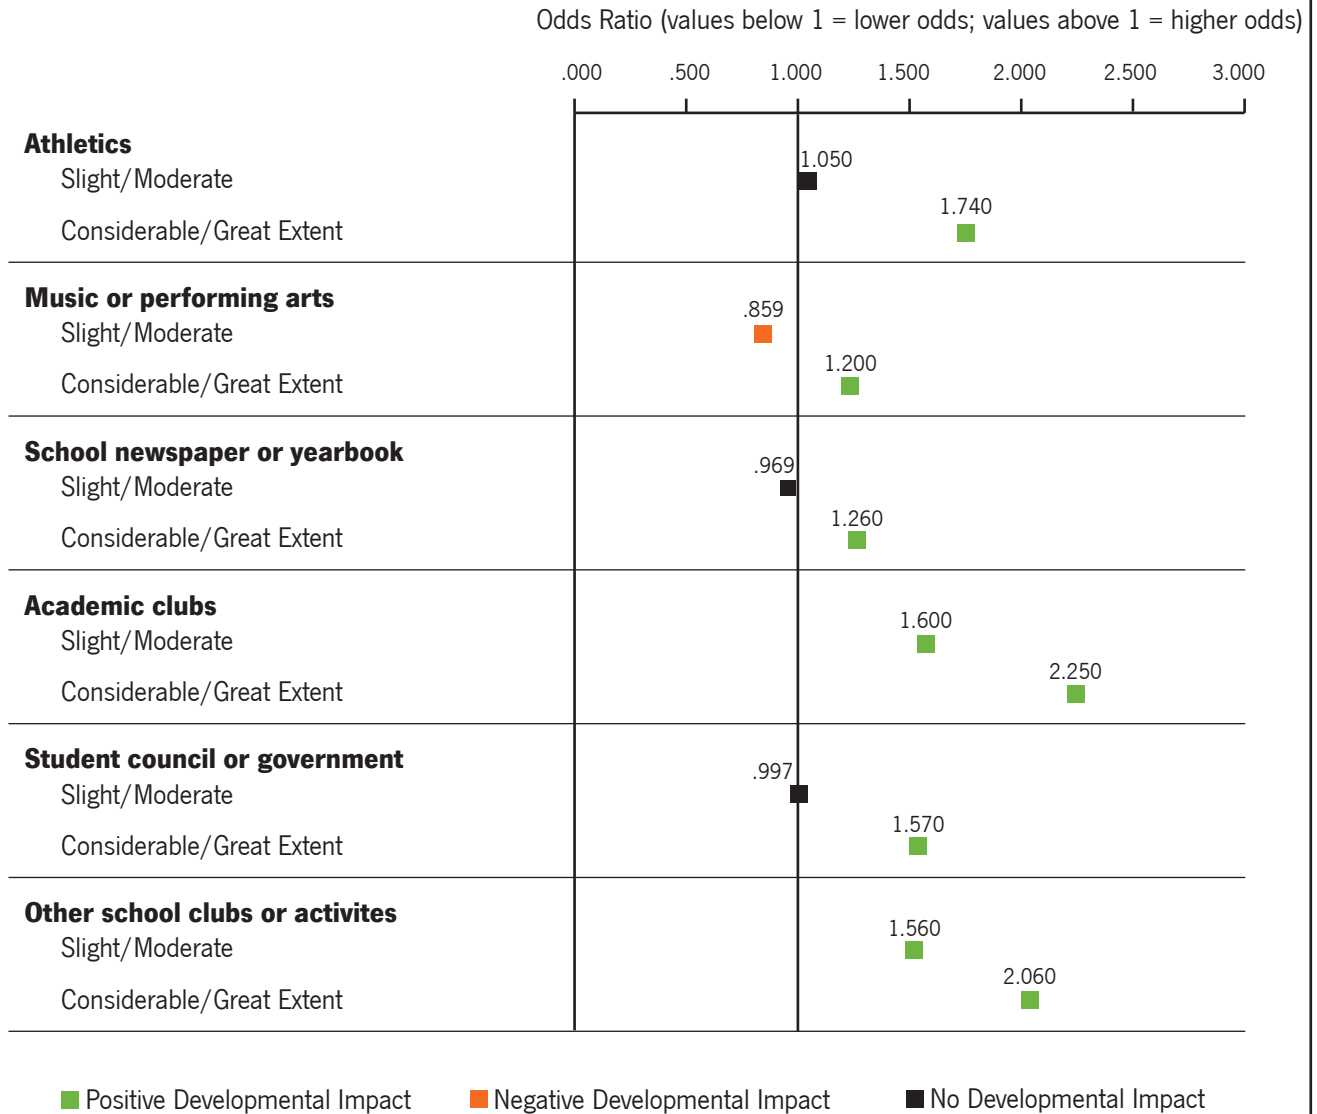 Odds Ratio (values below 1 = lower odds; values above 1 = higher odds)
.000 .500 1.000 1.500 2.000 2.500 3.000
Athletics
1.050
Slight/Moderate
1.740
Considerable/Great Extent
Music or performing arts
.859
Slight/Moderate
1.200
Considerable/Great Extent
School newspaper or yearbook
.969
Slight/Moderate
1.260
Considerable/Great Extent
Academic clubs
1.600
Slight/Moderate
2.250
Considerable/Great Extent
Student council or government
.997
Slight/Moderate
1.570
Considerable/Great Extent
Other school clubs or activites
1.560
Slight/Moderate
2.060
Considerable/Great Extent
Positive Developmental Impact Negative Developmental Impact No Developmental Impact